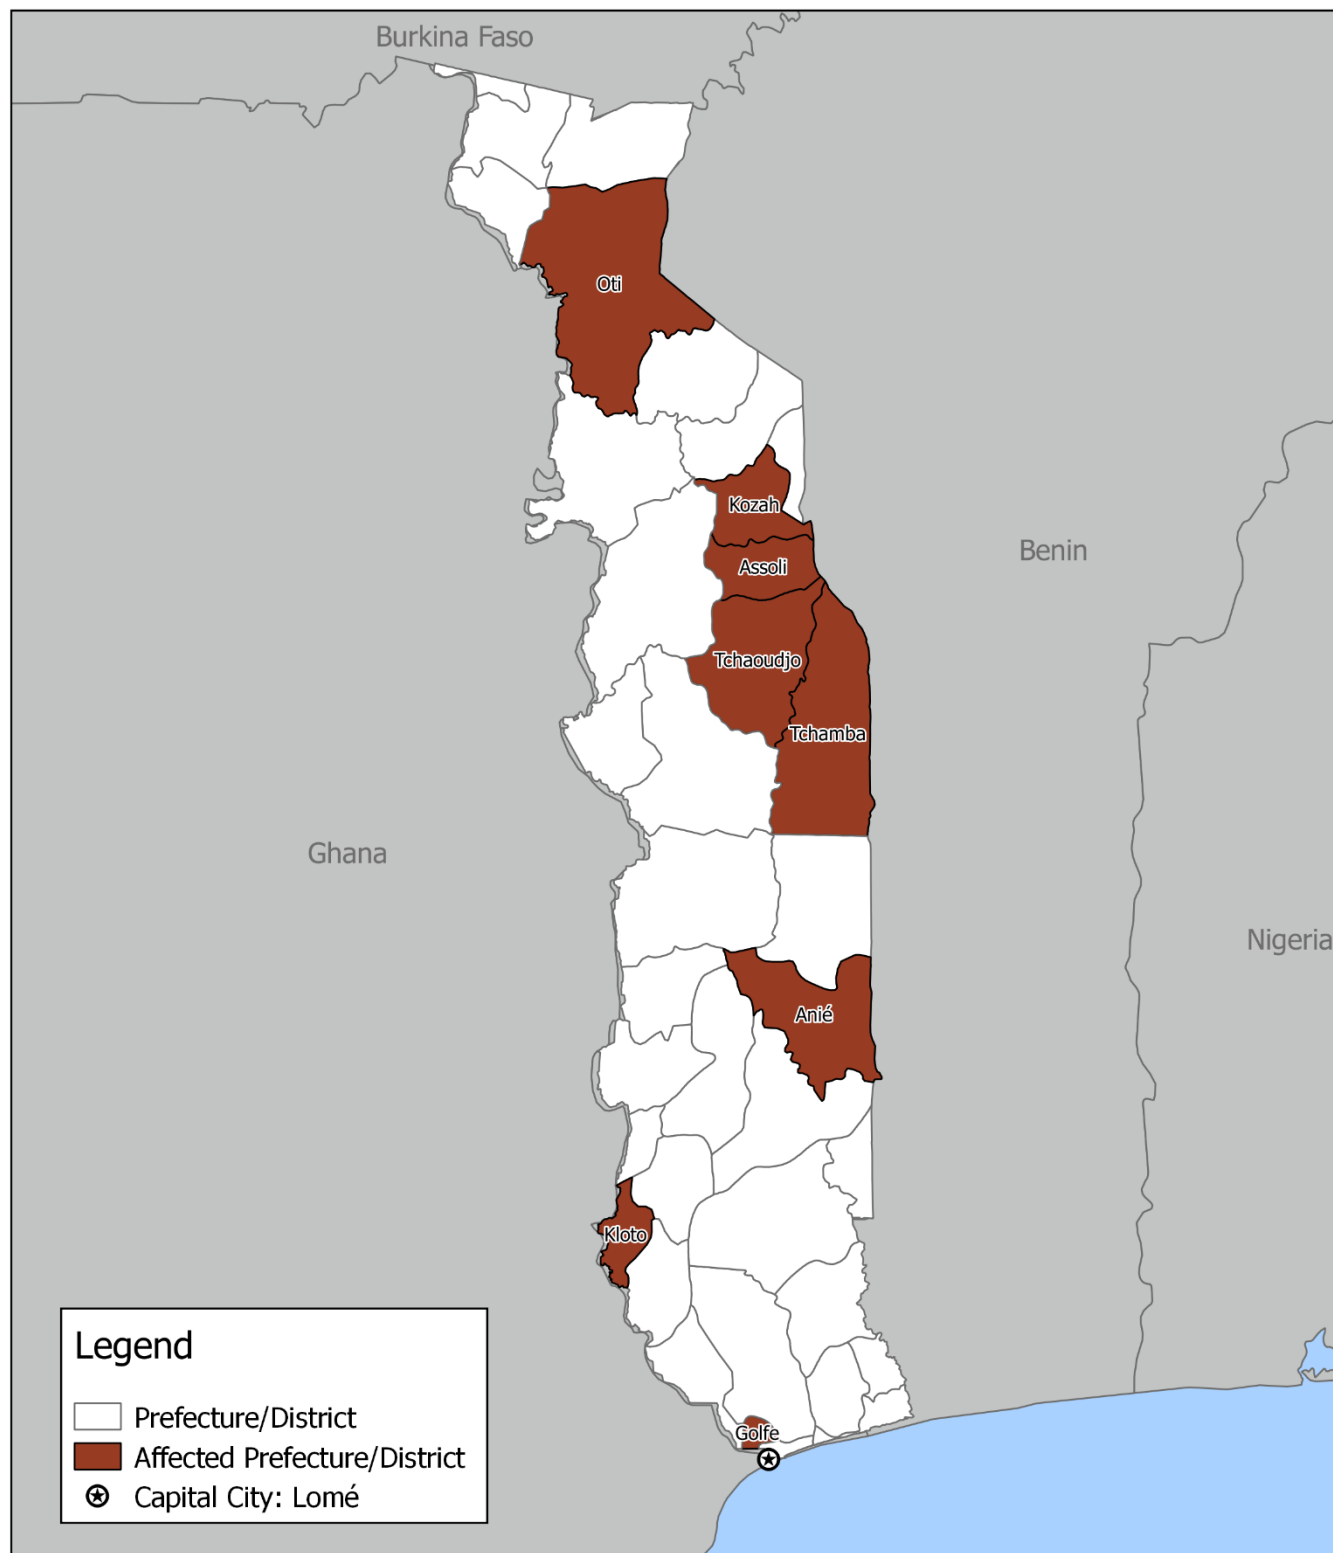 Burkina Faso
Oti
Kozah
Benin
Assoli
Tchaoudjo
Tchamba
Ghana
Nigeria
Anié
Kloto
Golfe
Legend
Prefecture/District
Affected Prefecture/District
Capital City: Lomé